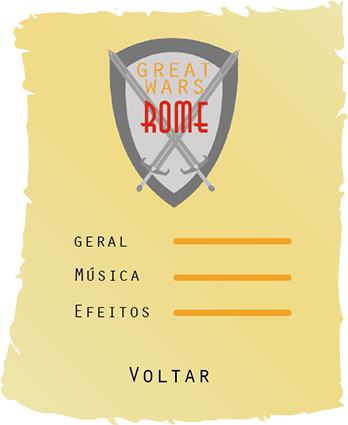 GREAT
WARS
ROME
GERAL
MÚSICA
EFEITOS
VOLTAR